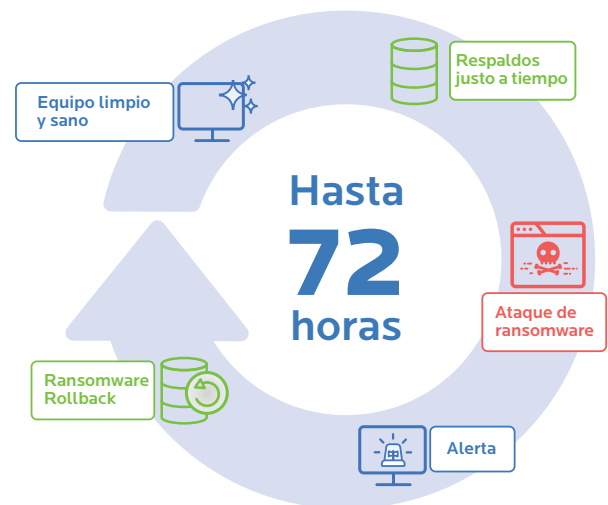 Respaldos
justo a tiempo
Equipo limpio
y sano
Hasta
72
horas
Ataque de
ransomware
Ransomware
Rollback
Alerta